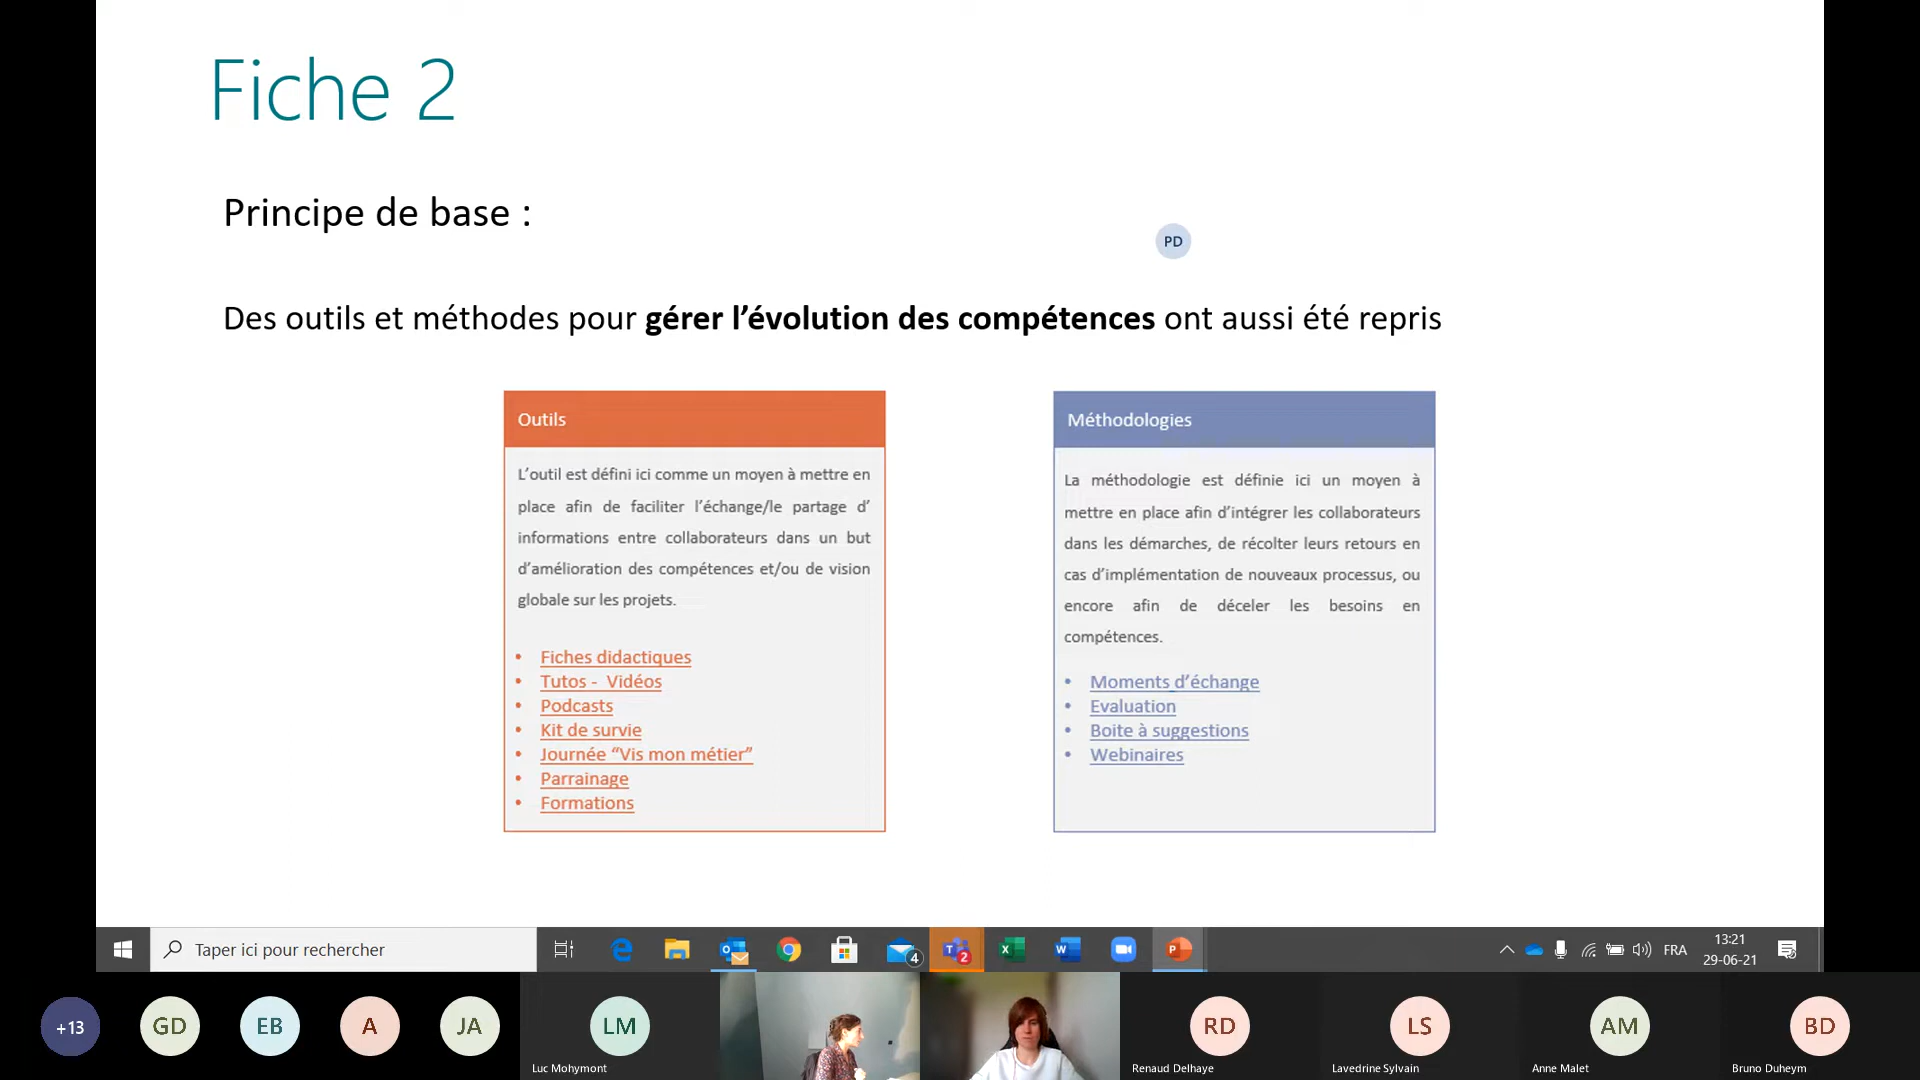 Fiche 2
Principe de base :
PD
Des outils et méthodes pour gérer l’évolution des compétences ont aussi été repris
Outils
L’outil est défini ici comme un moyen à mettre en
place afin de faciliter l’échange/le partage d’
informations entre collaborateurs dans un but
d’amélioration des compétences et/ou de vision
globale sur les projets.
• Fiches didactiques
• Tutos - Vidéos
• Podcasts
• Kit de survie
• Journée “Vis mon métier”
• Parrainage
• Formations
Méthodologies
La méthodologie est définie ici un moyen à
mettre en place afin d’intégrer les collaborateurs
dans les démarches, de récolter leurs retours en
cas d’implémentation de nouveaux processus, ou
encore afin de déceler les besoins en
compétences.
• Moments d’échange
• Evaluation
• Boite à suggestions
• Webinaires
Taper ici pour rechercher
4
2
FRA
13:21
29-06-21
+13
GD
EB
A
JA
LM
Luc Mohymont
RD
Renaud Delhaye
LS
Lavedrine Sylvain
AM
Anne Malet
BD
Bruno Duheym